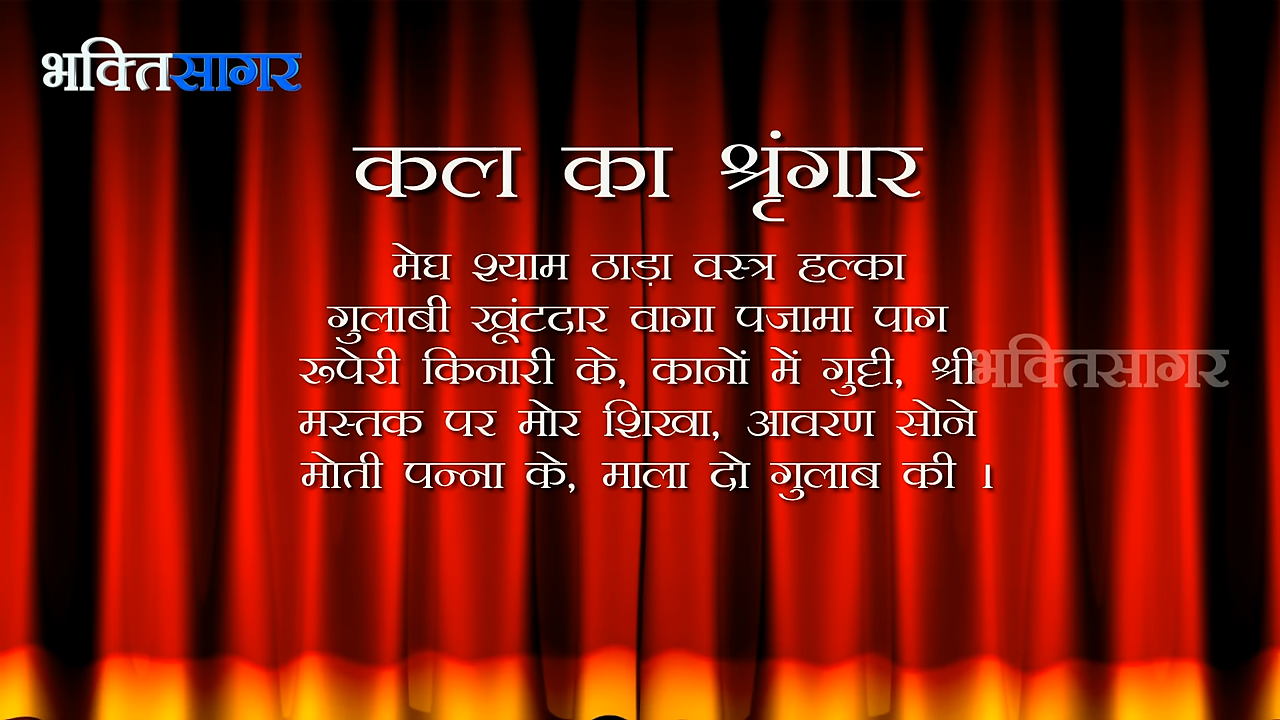 भक्तिसागर
कल का श्रृंगार
मेघ श्याम ठाड़ा वस्त्र हल्का
गुलाबी खूंटदार वागा पजामा पाग
रूपेरी किनारी के, कानों में गुट्टी, श्री
भक्तिसागर
मस्तक पर मोर शिखा, आवरण सोने
मोती पन्ना के, माला दो गुलाब की ।